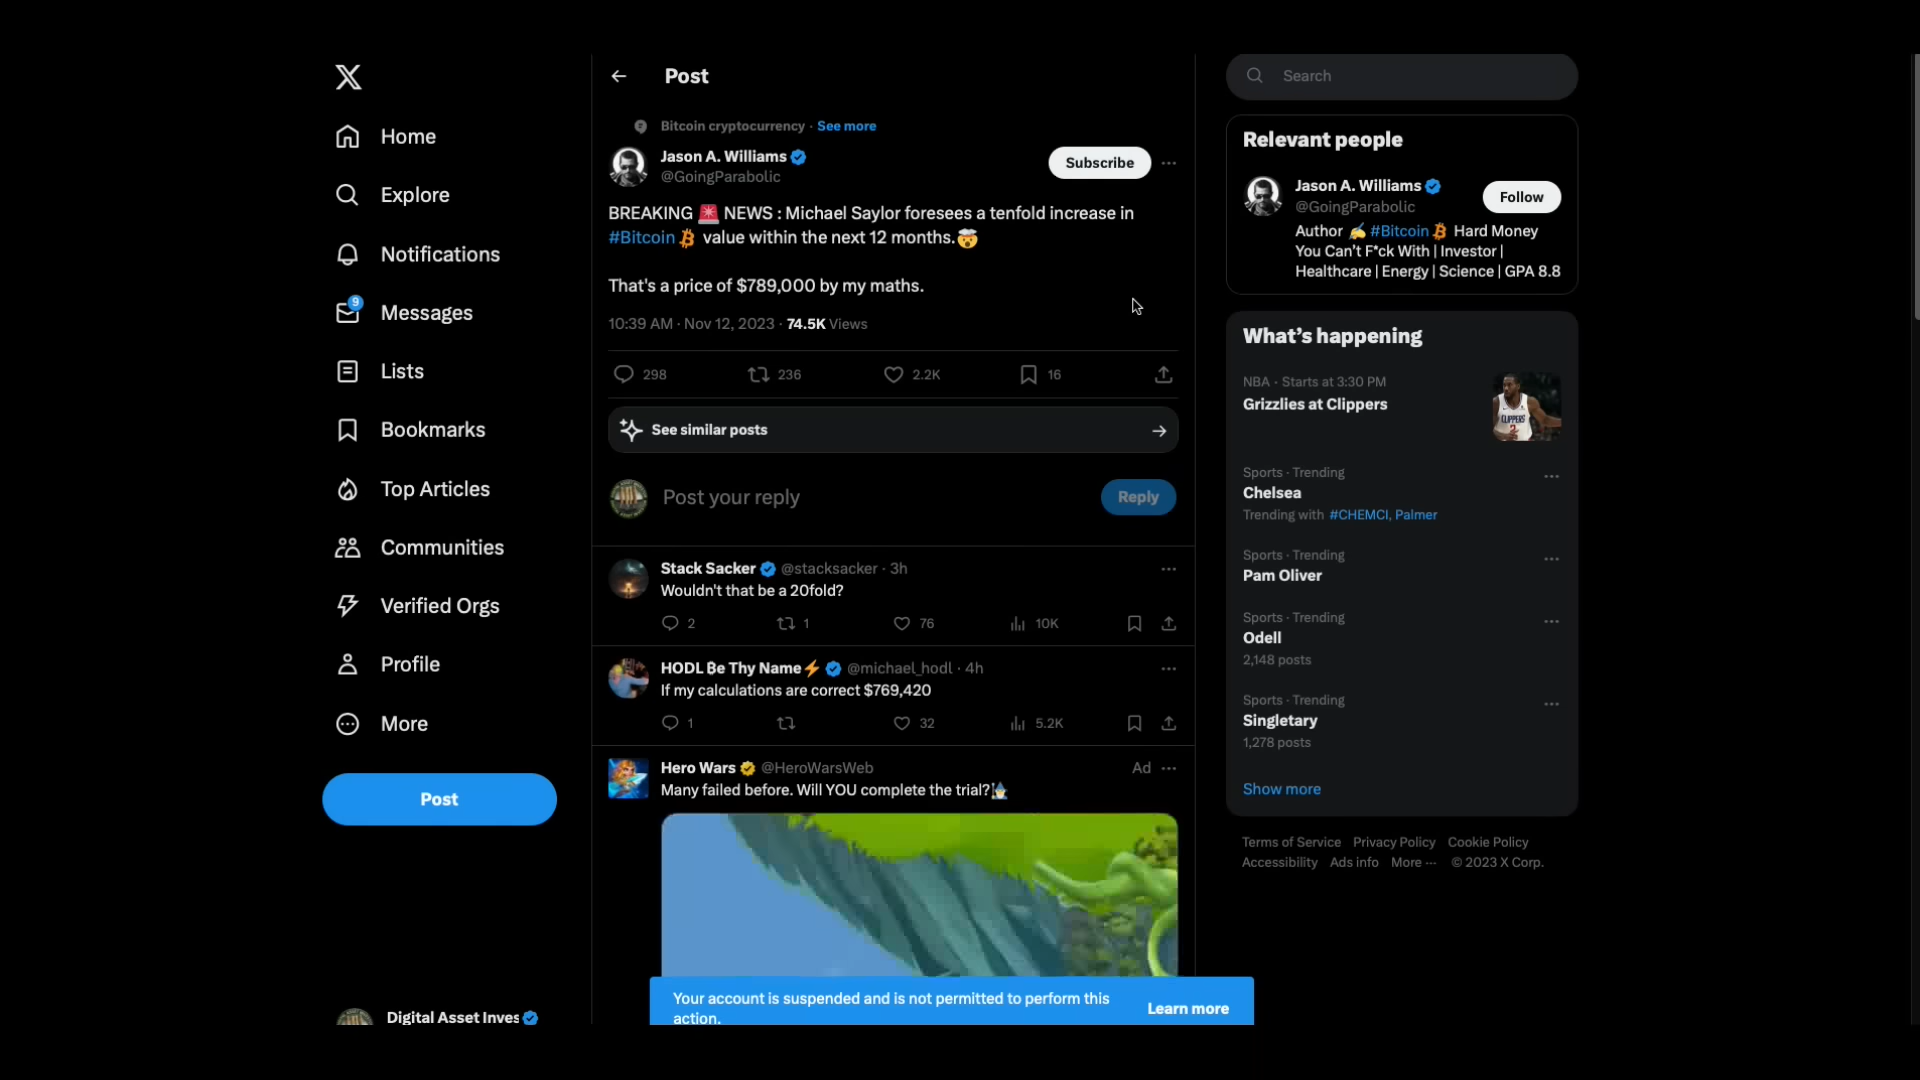 Home
Explore
Notifications
9
Messages
Lists
Bookmarks
Top Articles
Communities
Verified Orgs
Profile
More
Post
Digital Asset Inves
Post
Bitcoin cryptocurrency · See more
Jason A. Williams
@GoingParabolic
Subscribe
BREAKING 🚨 NEWS : Michael Saylor foresees a tenfold increase in
#Bitcoin value within the next 12 months.🤯
That's a price of $789,000 by my maths.
10:39 AM · Nov 12, 2023 · 74.5K Views
298 236 2.2K 16
See similar posts
Post your reply
Reply
Stack Sacker @stacksacker · 3h
Wouldn't that be a 20fold?
2 1 76 10K
HODL Be Thy Name⚡ @michael_hodl · 4h
If my calculations are correct $769,420
1 32 5.2K
Hero Wars @HeroWarsWeb Ad
Many failed before. Will YOU complete the trial?
Your account is suspended and is not permitted to perform this
action.
Learn more
Search
Relevant people
Jason A. Williams
@GoingParabolic
Follow
Author ✍️ #Bitcoin Hard Money
You Can't F*ck With | Investor |
Healthcare | Energy | Science | GPA 8.8
What's happening
NBA · Starts at 3:30 PM
Grizzlies at Clippers
CLIPPERS
2
Sports · Trending
Chelsea
Trending with #CHEMCI, Palmer
Sports · Trending
Pam Oliver
Sports · Trending
Odell
2,148 posts
Sports · Trending
Singletary
1,278 posts
Show more
Terms of Service Privacy Policy Cookie Policy
Accessibility Ads info More ··· © 2023 X Corp.